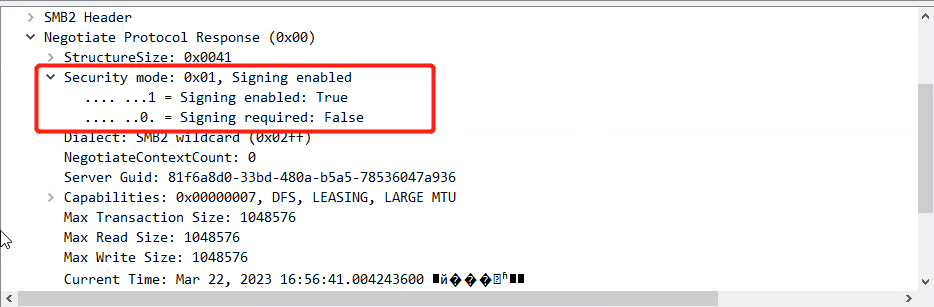 SMB2 Header
Negotiate Protocol Response (0x00)
StructureSize: 0x0041
Security mode: 0x01, Signing enabled
.... ...1 = Signing enabled: True
.... ..0. = Signing required: False
Dialect: SMB2 wildcard (0x02ff)
NegotiateContextCount: 0
Server Guid: 81f6a8d0-33bd-480a-b5a5-78536047a936
Capabilities: 0x00000007, DFS, LEASING, LARGE MTU
Max Transaction Size: 1048576
Max Read Size: 1048576
Max Write Size: 1048576
Current Time: Mar 22, 2023 16:56:41.004243600